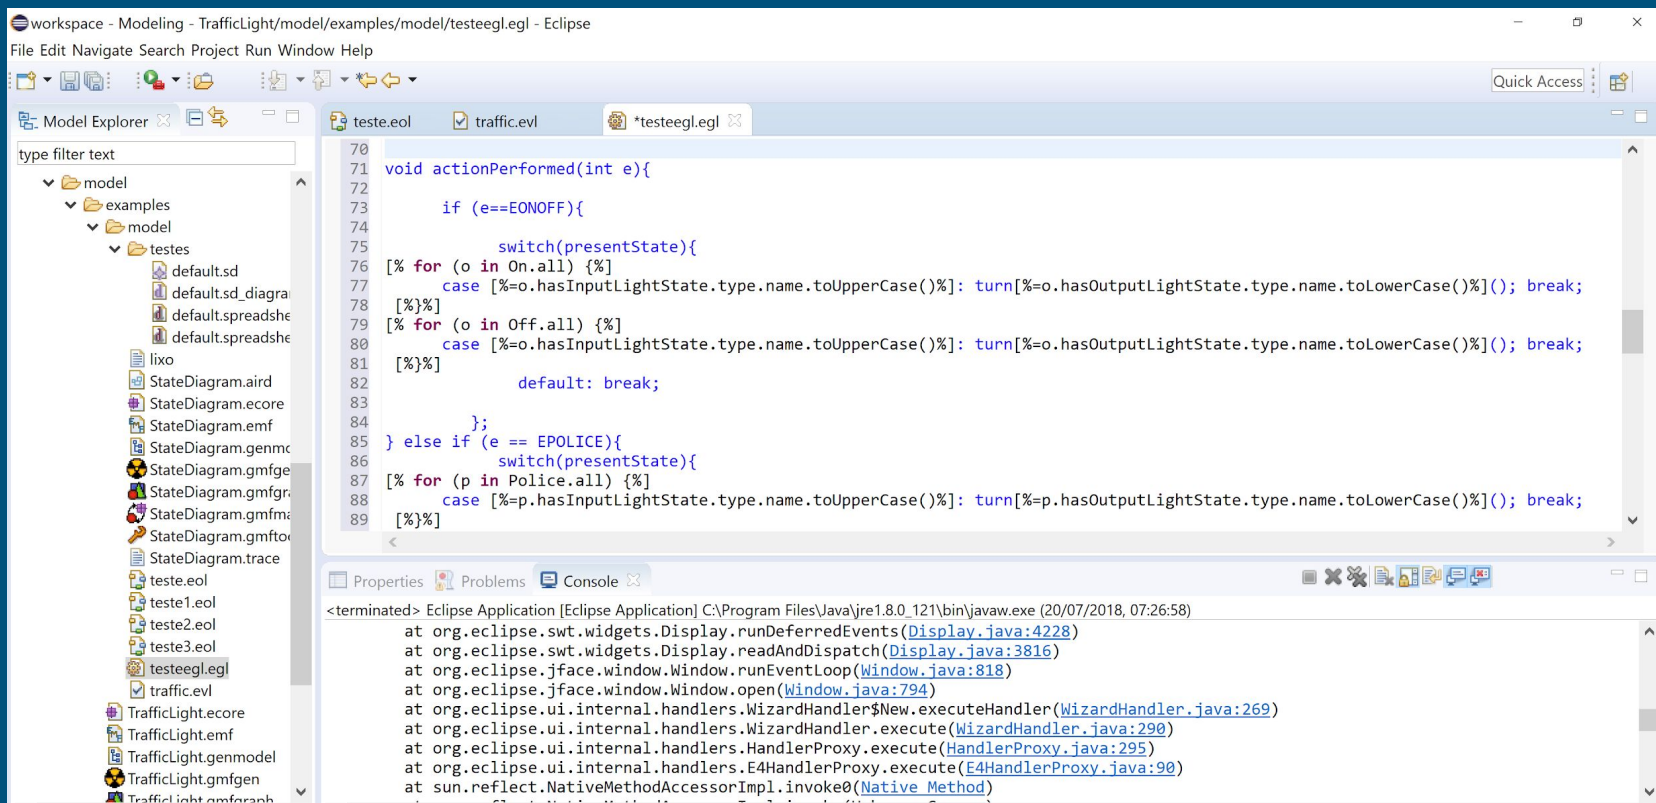 workspace - Modeling - TrafficLight/model/examples/model/testeegl.egl - Eclipse
File Edit Navigate Search Project Run Window Help
Quick Access
Model Explorer
type filter text
model
examples
model
testes
default.sd
default.sd_diagra
default.spreadshe
default.spreadshe
lixo
StateDiagram.aird
StateDiagram.ecore
StateDiagram.emf
StateDiagram.genmo
StateDiagram.gmfge
StateDiagram.gmfgr
StateDiagram.gmfma
StateDiagram.gmftoo
StateDiagram.trace
teste.eol
teste1.eol
teste2.eol
teste3.eol
testeegl.egl
traffic.evl
TrafficLight.ecore
TrafficLight.emf
TrafficLight.genmodel
TrafficLight.gmfgen
TrafficLight.gmfgraph
teste.eol traffic.evl *testeegl.egl
70
71 void actionPerformed(int e){
72
73 if (e==EONOFF){
74
75 switch(presentState){
76 [% for (o in On.all) {%]
77 case [%=o.hasInputLightState.type.name.toUpperCase()%]: turn[%=o.hasOutputLightState.type.name.toLowerCase()%](); break;
78 [%}%]
79 [% for (o in Off.all) {%]
80 case [%=o.hasInputLightState.type.name.toUpperCase()%]: turn[%=o.hasOutputLightState.type.name.toLowerCase()%](); break;
81 [%}%]
82 default: break;
83
84 };
85 } else if (e == EPOLICE){
86 switch(presentState){
87 [% for (p in Police.all) {%]
88 case [%=p.hasInputLightState.type.name.toUpperCase()%]: turn[%=p.hasOutputLightState.type.name.toLowerCase()%](); break;
89 [%}%]
Properties Problems Console
<terminated> Eclipse Application [Eclipse Application] C:\Program Files\Java\jre1.8.0_121\bin\javaw.exe (20/07/2018, 07:26:58)
at org.eclipse.swt.widgets.Display.runDeferredEvents(Display.java:4228)
at org.eclipse.swt.widgets.Display.readAndDispatch(Display.java:3816)
at org.eclipse.jface.window.Window.runEventLoop(Window.java:818)
at org.eclipse.jface.window.Window.open(Window.java:794)
at org.eclipse.ui.internal.handlers.WizardHandler$New.executeHandler(WizardHandler.java:269)
at org.eclipse.ui.internal.handlers.WizardHandler.execute(WizardHandler.java:290)
at org.eclipse.ui.internal.handlers.HandlerProxy.execute(HandlerProxy.java:295)
at org.eclipse.ui.internal.handlers.E4HandlerProxy.execute(E4HandlerProxy.java:90)
at sun.reflect.NativeMethodAccessorImpl.invoke0(Native Method)